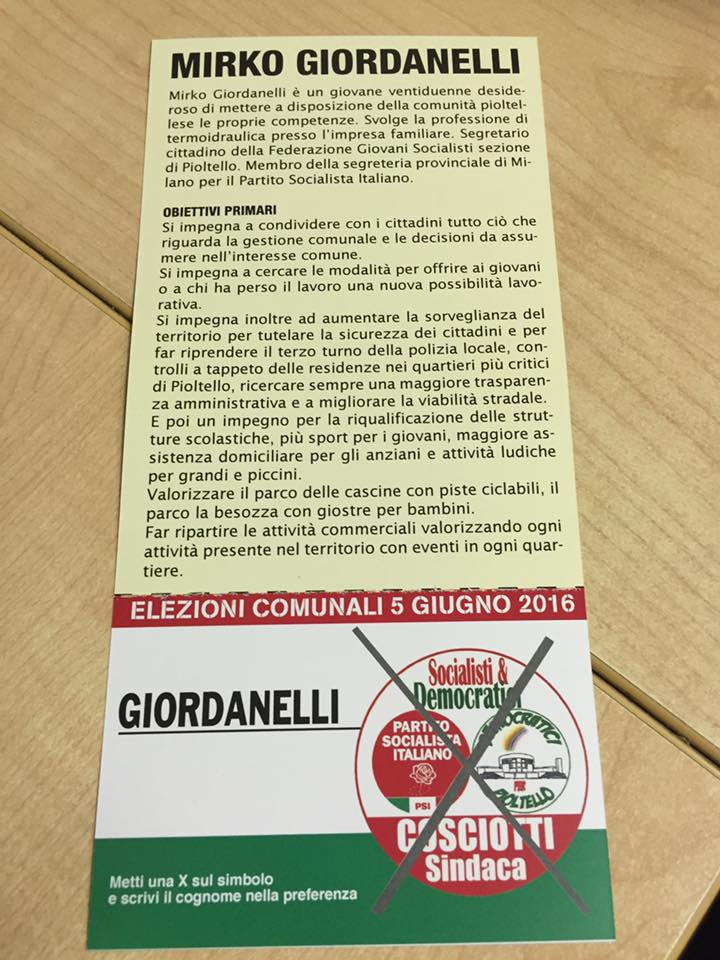 MIRKO GIORDANELLI
Mirko Giordanelli è un giovane ventiduenne deside-
roso di mettere a disposizione della comunità pioltel-
lese le proprie competenze. Svolge la professione di
termoidraulica presso l'impresa familiare. Segretario
cittadino della Federazione Giovani Socialisti sezione
di Pioltello. Membro della segreteria provinciale di Mi-
lano per il Partito Socialista Italiano.
OBIETTIVI PRIMARI
Si impegna a condividere con i cittadini tutto ciò che
riguarda la gestione comunale e le decisioni da assu-
mere nell'interesse comune.
Si impegna a cercare le modalità per offrire ai giovani
o a chi ha perso il lavoro una nuova possibilità lavo-
rativa.
Si impegna inoltre ad aumentare la sorveglianza del
territorio per tutelare la sicurezza dei cittadini e per
far riprendere il terzo turno della polizia locale, con-
trolli a tappeto delle residenze nei quartieri più critici
di Pioltello, ricercare sempre una maggiore trasparen-
za amministrativa e a migliorare la viabilità stradale.
E poi un impegno per la riqualificazione delle strut-
ture scolastiche, più sport per i giovani, maggiore as-
sistenza domiciliare per gli anziani e attività ludiche
per grandi e piccini.
Valorizzare il parco delle cascine con piste ciclabili, il
parco la besozza con giostre per bambini.
Far ripartire le attività commerciali valorizzando ogni
attività presente nel territorio con eventi in ogni quar-
tiere.
ELEZIONI COMUNALI 5 GIUGNO 2016
GIORDANELLI
Socialisti &
Democratici
PARTITO
SOCIALISTA
ITALIANO
PSI
DEMOCRATICI
PER
PIOLTELLO
COSCIOTTI
Sindaca
Metti una X sul simbolo
e scrivi il cognome nella preferenza